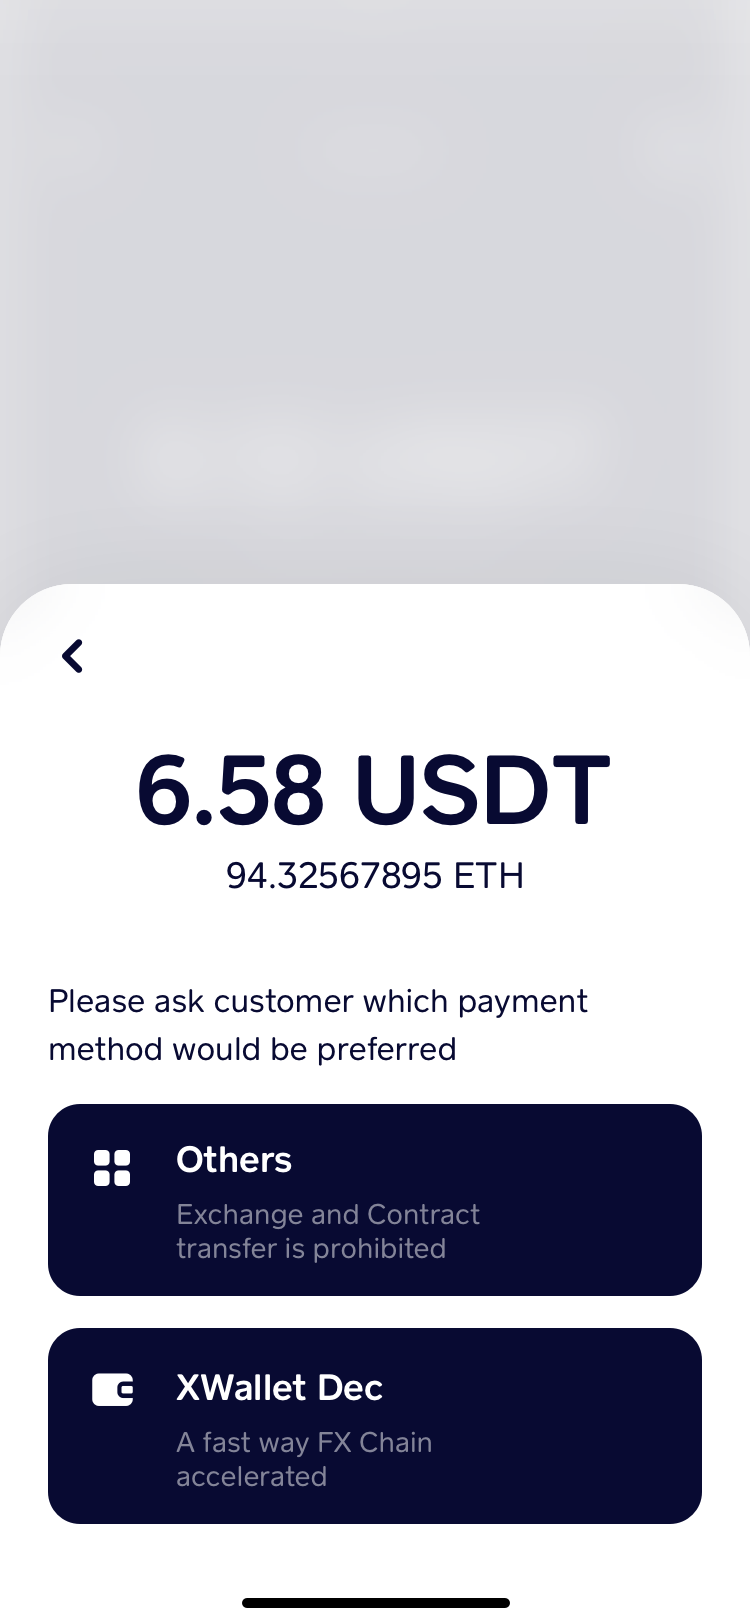 6.58 USDT
94.32567895 ETH
Please ask customer which payment
method would be preferred
Others
Exchange and Contract
transfer is prohibited
XWallet Dec
A fast way FX Chain
accelerated